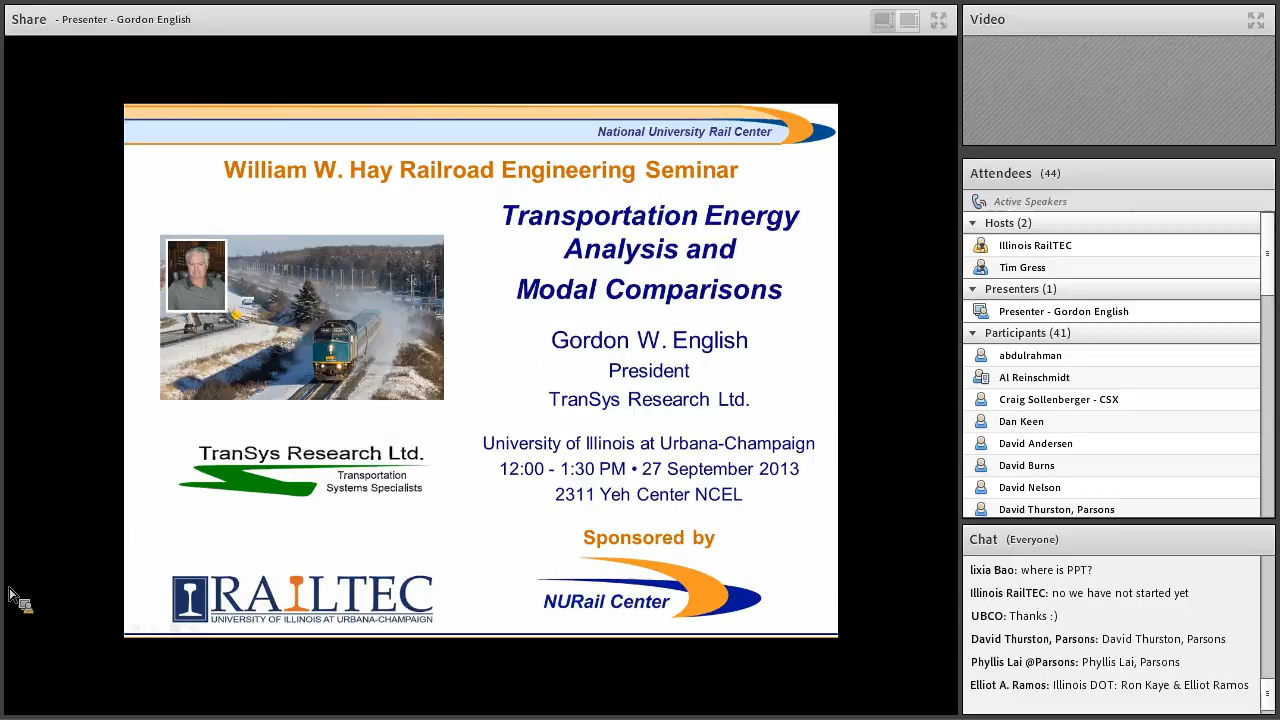 Share - Presenter - Gordon English
National University Rail Center
William W. Hay Railroad Engineering Seminar
Transportation Energy
Analysis and
Modal Comparisons
Gordon W. English
President
TranSys Research Ltd.
University of Illinois at Urbana-Champaign
12:00 - 1:30 PM • 27 September 2013
2311 Yeh Center NCEL
Sponsored by
NURail Center
TranSys Research Ltd.
Transportation
Systems Specialists
RAILTEC
UNIVERSITY OF ILLINOIS AT URBANA-CHAMPAIGN
Video
Attendees (44)
Active Speakers
Hosts (2)
Illinois RailTEC
Tim Gress
Presenters (1)
Presenter - Gordon English
Participants (41)
abdulrahman
Al Reinschmidt
Craig Sollenberger - CSX
Dan Keen
David Andersen
David Burns
David Nelson
David Thurston, Parsons
Chat (Everyone)
lixia Bao: where is PPT?
Illinois RailTEC: no we have not started yet
UBCO: Thanks :)
David Thurston, Parsons: David Thurston, Parsons
Phyllis Lai @Parsons: Phyllis Lai, Parsons
Elliot A. Ramos: Illinois DOT: Ron Kaye & Elliot Ramos